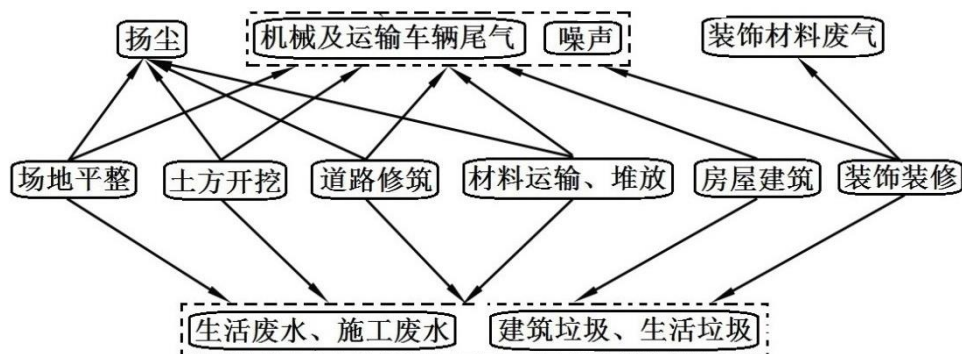 扬尘
机械及运输车辆尾气
噪声
装饰材料废气
场地平整
土方开挖
道路修筑
材料运输、堆放
房屋建筑
装饰装修
生活废水、施工废水
建筑垃圾、生活垃圾